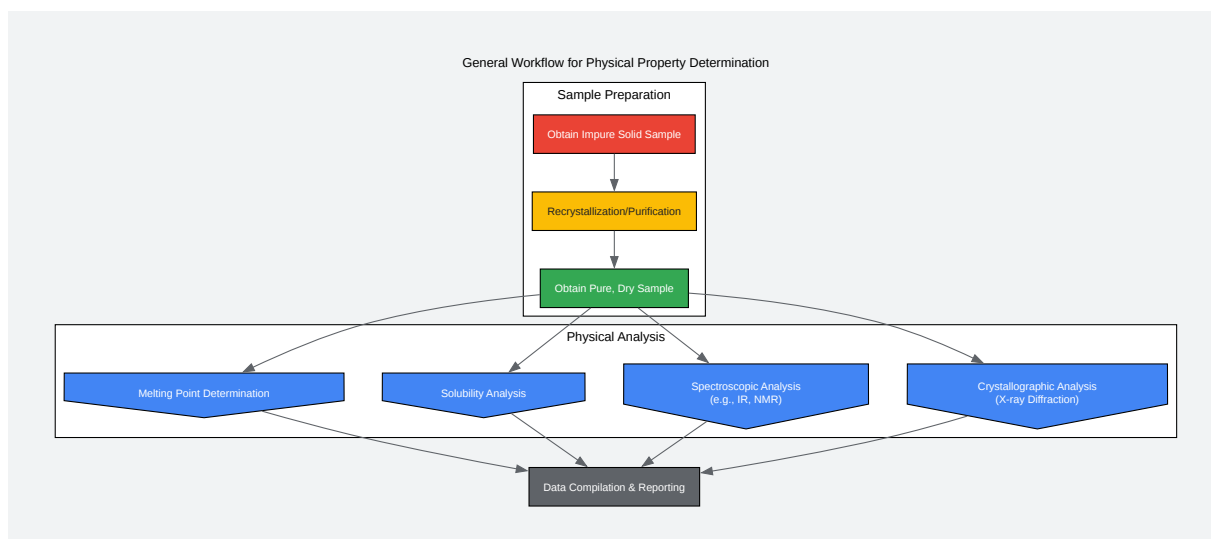 General Workflow for Physical Property Determination
Sample Preparation
Obtain Impure Solid Sample
Recrystallization/Purification
Obtain Pure, Dry Sample
Physical Analysis
Melting Point Determination
Solubility Analysis
Spectroscopic Analysis
(e.g., IR, NMR)
Crystallographic Analysis
(X-ray Diffraction)
Data Compilation & Reporting